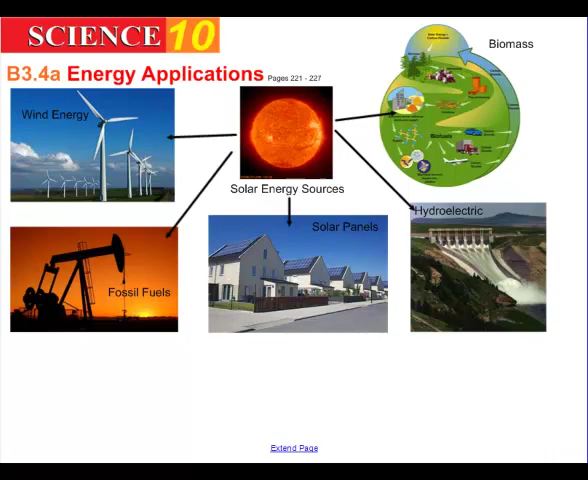 SCIENCE 10
B3.4a Energy Applications Pages 221 - 227
Biomass
Wind Energy
Biofuels
Solar Energy Sources
Hydroelectric
Solar Panels
Fossil Fuels
Extend Page